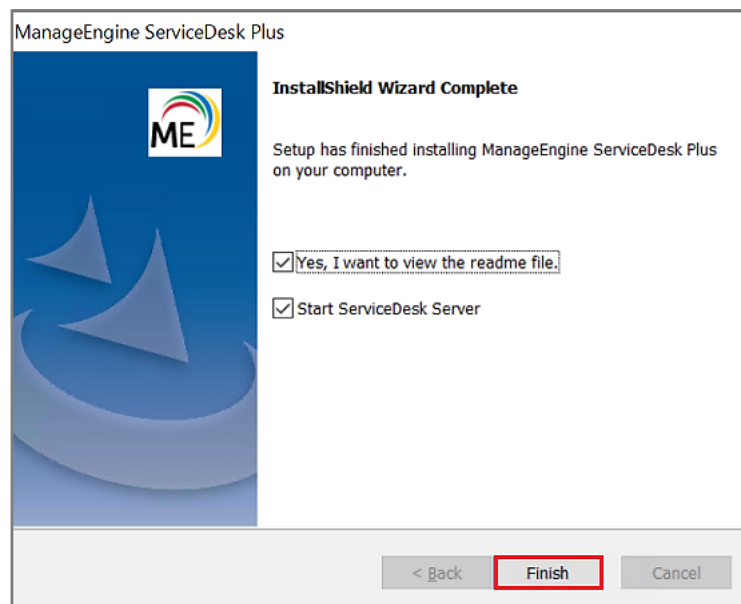 ManageEngine ServiceDesk Plus
ME
InstallShield Wizard Complete
Setup has finished installing ManageEngine ServiceDesk Plus
on your computer.
Yes, I want to view the readme file.
Start ServiceDesk Server
< Back
Finish
Cancel